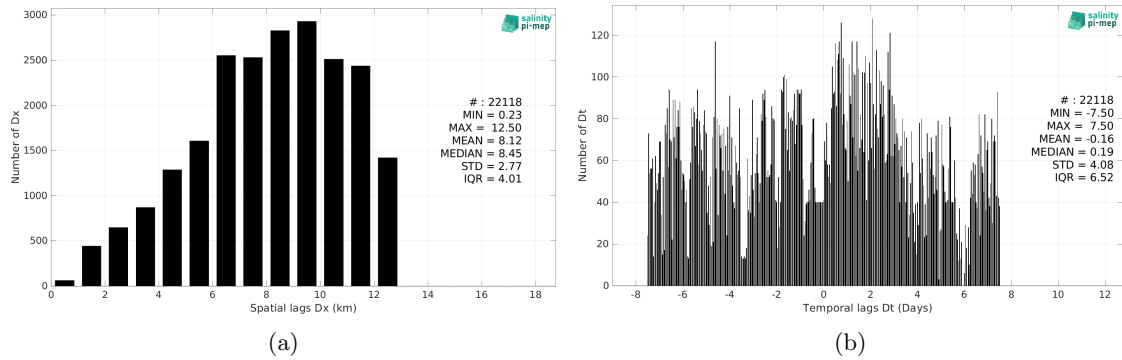 salinity
pi-mep
3000
2500
2000
1500
1000
500
0
Number of Dx
# : 22118
MIN = 0.23
MAX = 12.50
MEAN = 8.12
MEDIAN = 8.45
STD = 2.77
IQR = 4.01
0 2 4 6 8 10 12 14 16 18
Spatial lags Dx (km)
(a)
salinity
pi-mep
120
100
80
60
40
20
0
Number of Dt
# : 22118
MIN = -7.50
MAX = 7.50
MEAN = -0.16
MEDIAN = 0.19
STD = 4.08
IQR = 6.52
-8 -6 -4 -2 0 2 4 6 8 10 12
Temporal lags Dt (Days)
(b)